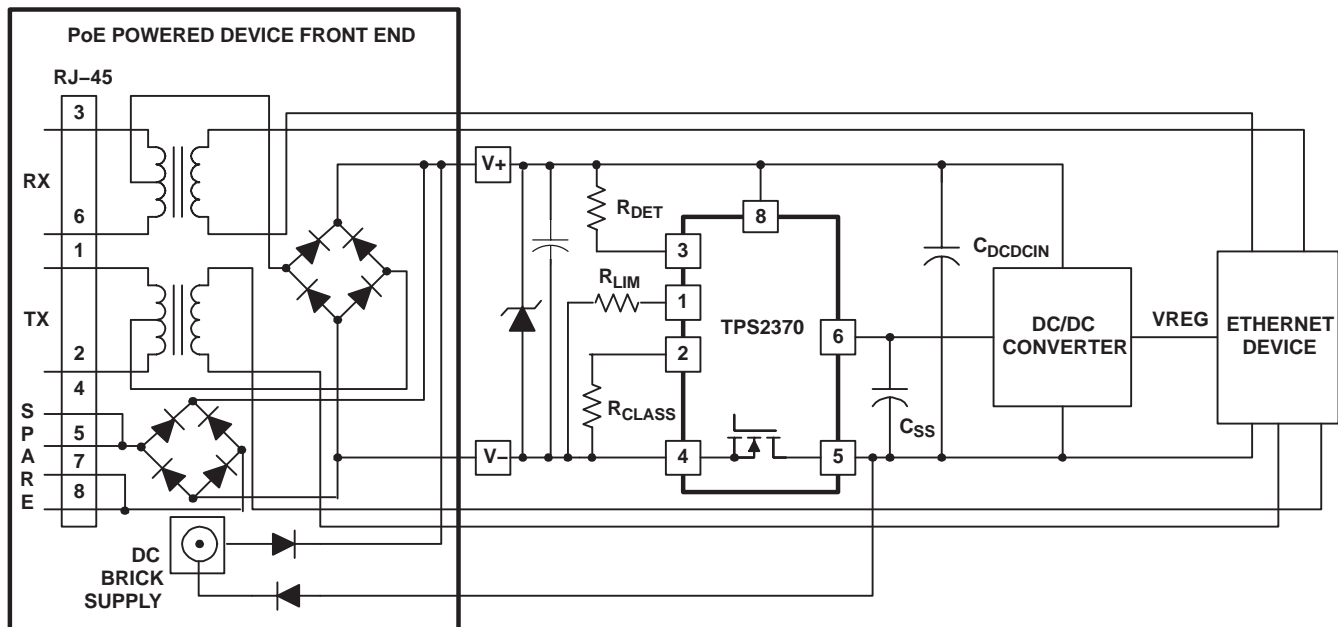 PoE POWERED DEVICE FRONT END
RJ–45
3
RX
6
1
TX
2
4
S
P
A
R
E
5
7
8
DC
BRICK
SUPPLY
V+
V–
RDET
RLIM
RCLASS
8
3
1
2
4
TPS2370
6
5
CSS
CDCDCIN
DC/DC
CONVERTER
VREG
ETHERNET
DEVICE